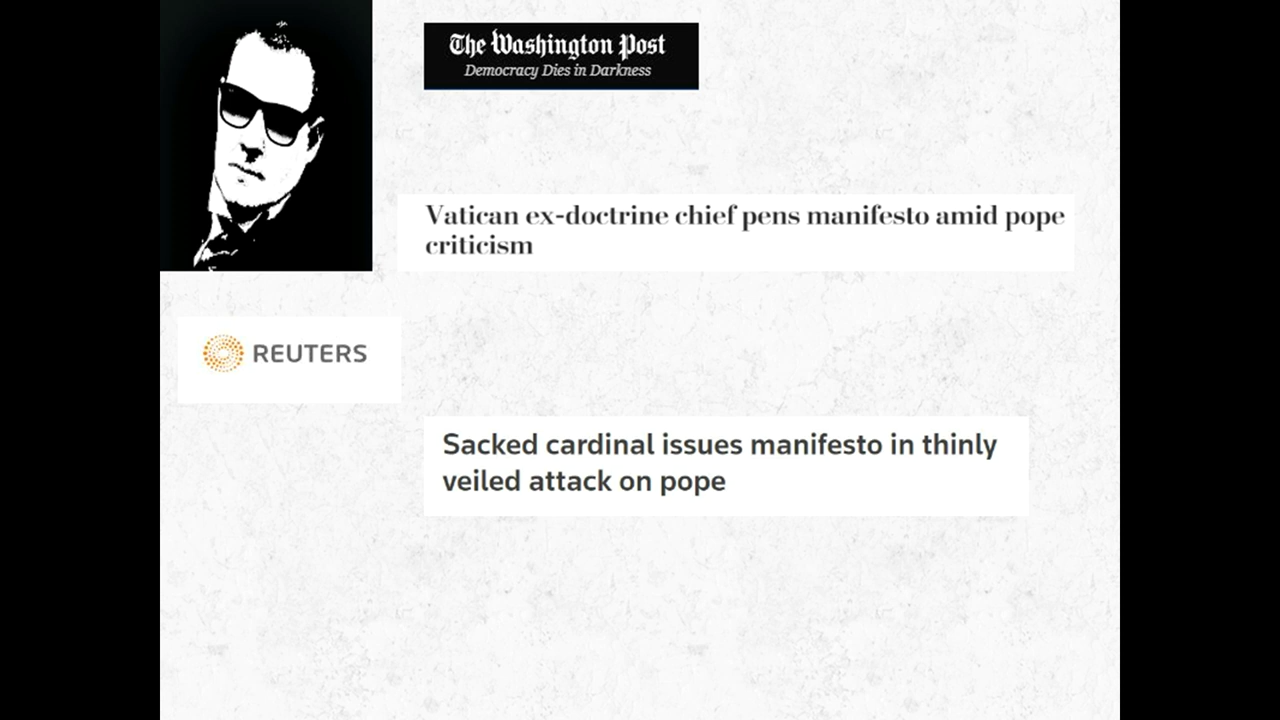 The Washington Post
Democracy Dies in Darkness
Vatican ex-doctrine chief pens manifesto amid pope
criticism
REUTERS
Sacked cardinal issues manifesto in thinly
veiled attack on pope